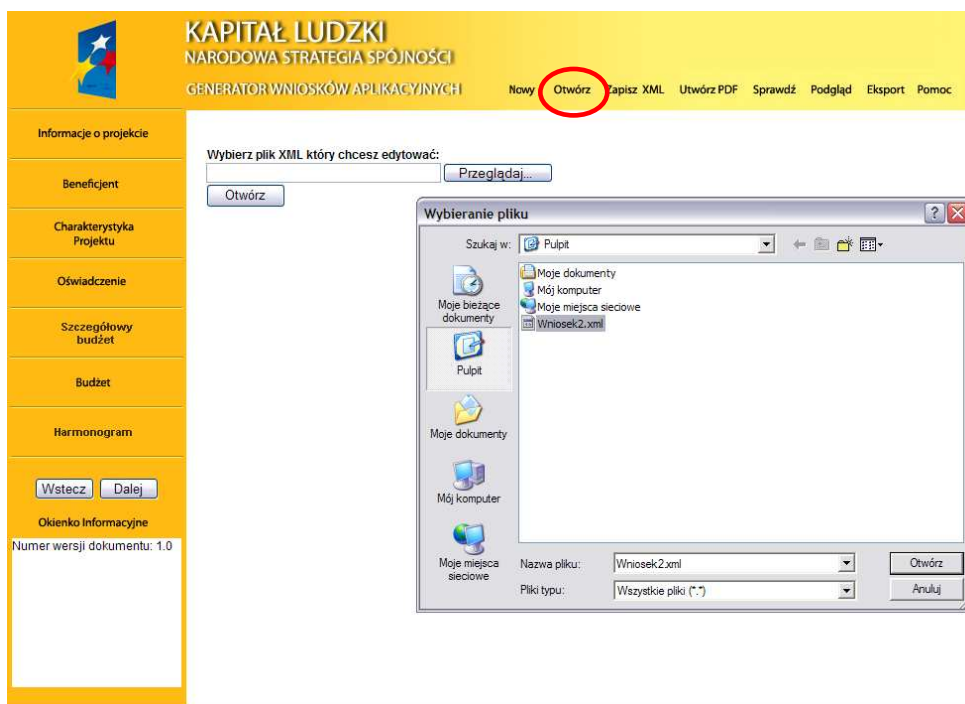 KAPITAŁ LUDZKI
NARODOWA STRATEGIA SPÓJNOŚCI
GENERATOR WNIOSKÓW APLIKACYJNYCH
Nowy Otwórz Zapisz XML Utwórz PDF Sprawdź Podgląd Eksport Pomoc
Informacje o projekcie
Beneficjent
Charakterystyka
Projektu
Oświadczenie
Szczegółowy
budżet
Budżet
Harmonogram
Wstecz Dalej
Okienko Informacyjne
Numer wersji dokumentu: 1.0
Wybierz plik XML który chcesz edytować:
Przeglądaj...
Otwórz
Wybieranie pliku
Szukaj w: Pulpit
Moje bieżące
dokumenty
Pulpit
Moje dokumenty
Mój komputer
Moje miejsca
sieciowe
Moje dokumenty
Mój komputer
Moje miejsca sieciowe
Wniosek2.xml
Nazwa pliku: Wniosek2.xml Otwórz
Pliki typu: Wszystkie pliki (*.*) Anuluj